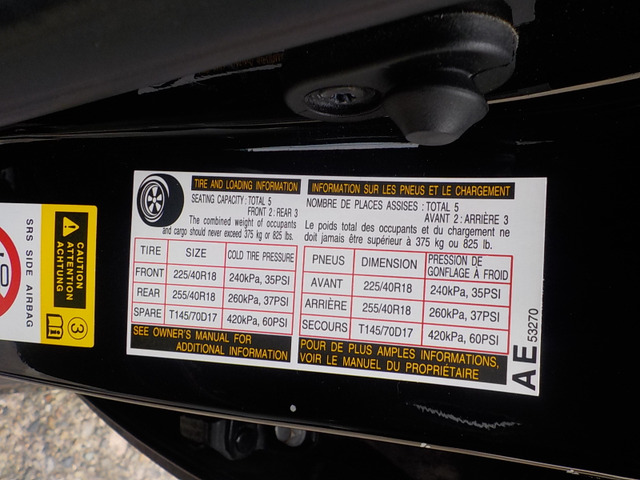 TIRE AND LOADING INFORMATION
SEATING CAPACITY : TOTAL 5
FRONT 2 : REAR 3
The combined weight of occupants
and cargo should never exceed 375 kg or 825 lbs.
TIRE SIZE COLD TIRE PRESSURE
FRONT 225/40R18 240kPa, 35PSI
REAR 255/40R18 260kPa, 37PSI
SPARE T145/70D17 420kPa, 60PSI
SEE OWNER'S MANUAL FOR
ADDITIONAL INFORMATION
INFORMATION SUR LES PNEUS ET LE CHARGEMENT
NOMBRE DE PLACES ASSISES : TOTAL 5
AVANT 2 : ARRIÈRE 3
Le poids total des occupants et du chargement ne
doit jamais être supérieur à 375 kg ou 825 lb.
PNEUS DIMENSION PRESSION DE
GONFLAGE À FROID
AVANT 225/40R18 240kPa, 35PSI
ARRIÈRE 255/40R18 260kPa, 37PSI
SECOURS T145/70D17 420kPa, 60PSI
POUR DE PLUS AMPLES INFORMATIONS,
VOIR LE MANUEL DU PROPRIÉTAIRE
AE 53270
CAUTION
ATTENTION
ACHTUNG
3
SRS SIDE AIRBAG